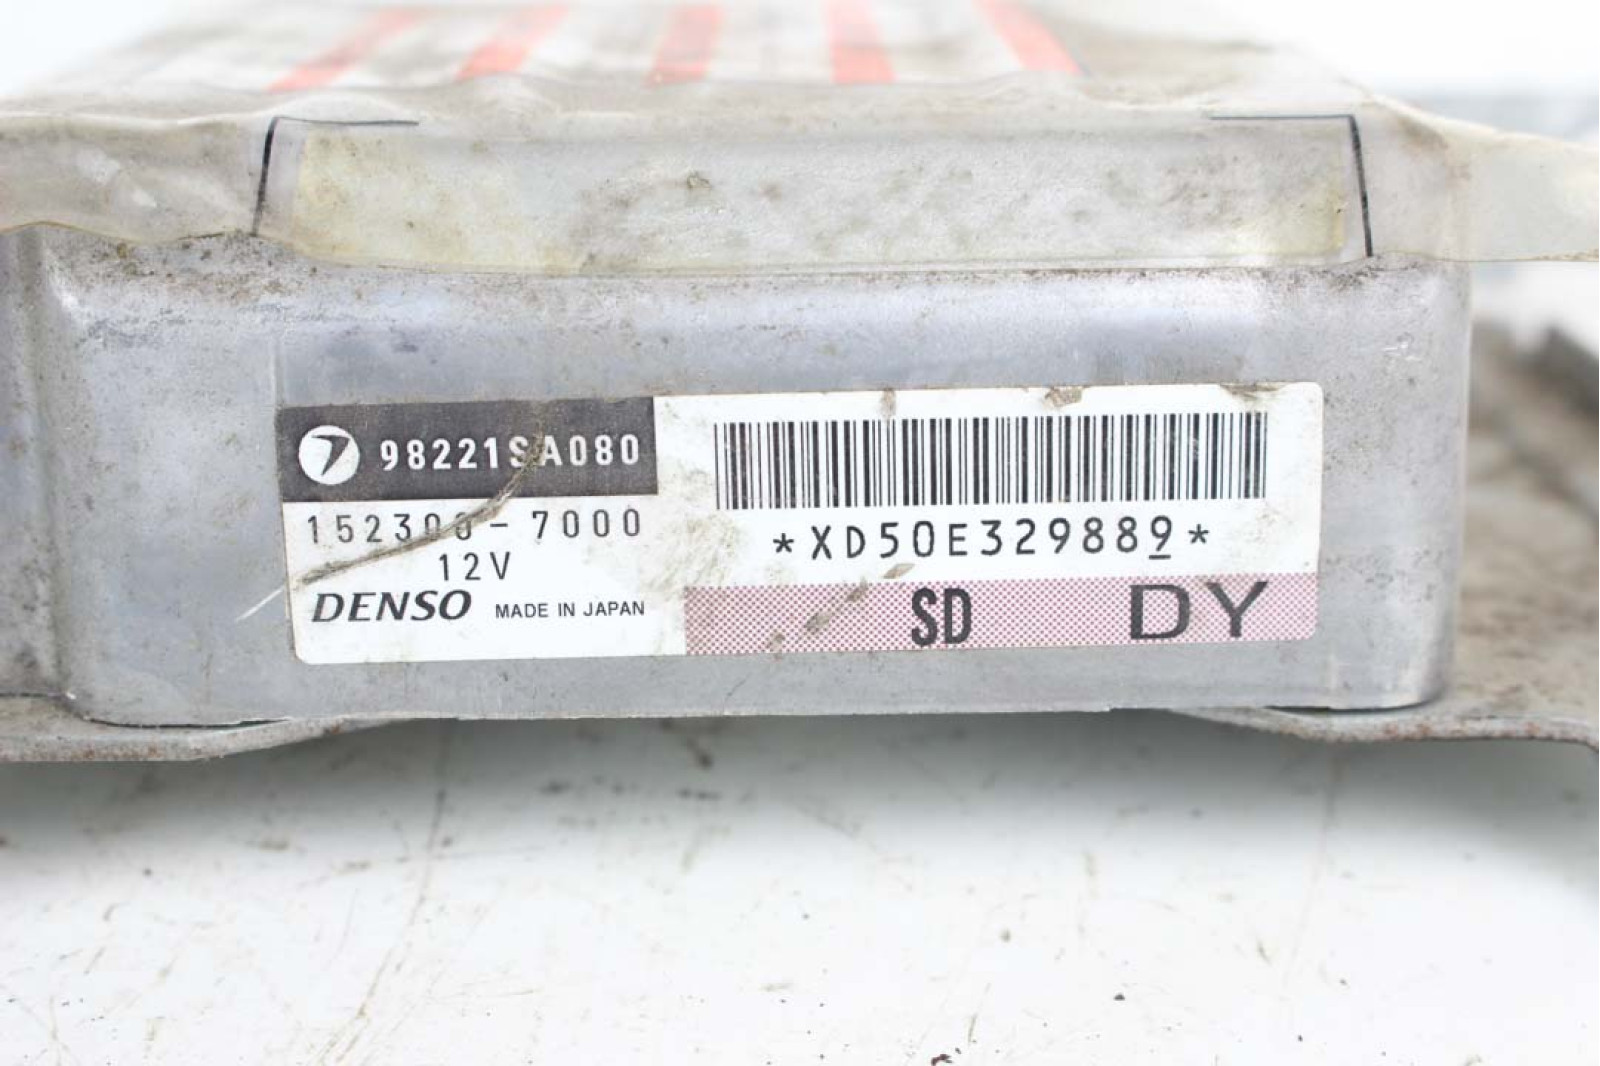 98221SA080
152300-7000
12V
DENSO MADE IN JAPAN
*XD50E329889*
SD DY